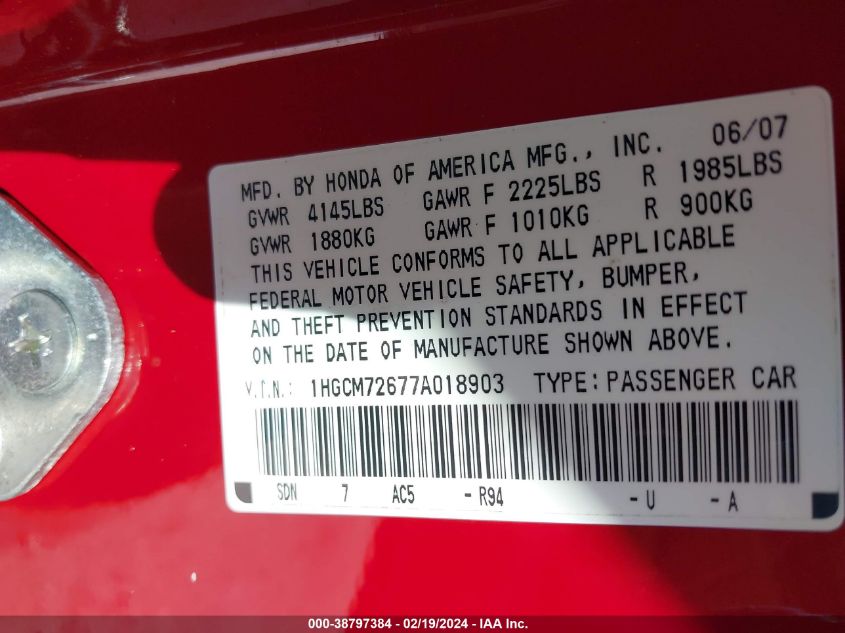 MFD. BY HONDA OF AMERICA MFG., INC. 06/07
GVWR 4145LBS GAWR F 2225LBS R 1985LBS
GVWR 1880KG GAWR F 1010KG R 900KG
THIS VEHICLE CONFORMS TO ALL APPLICABLE
FEDERAL MOTOR VEHICLE SAFETY, BUMPER,
AND THEFT PREVENTION STANDARDS IN EFFECT
ON THE DATE OF MANUFACTURE SHOWN ABOVE.
V.I.N.: 1HGCM72677A018903 TYPE:PASSENGER CAR
SDN 7 AC5 -R94 -U -A
000-38797384 - 02/19/2024 - IAA Inc.